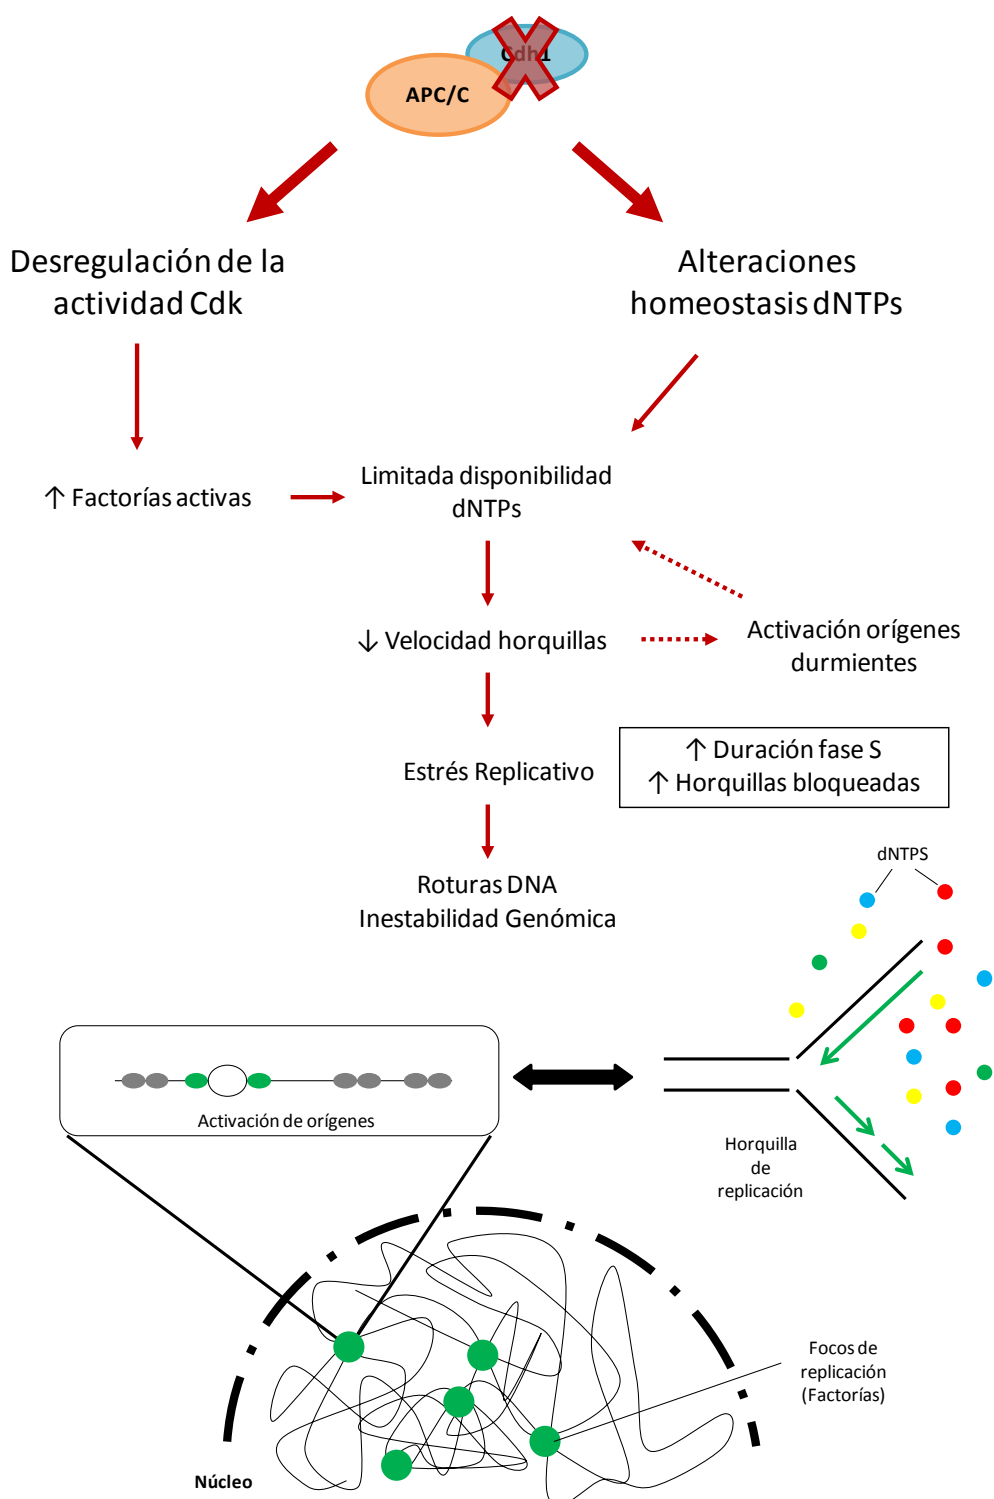 Cdh1
APC/C
Desregulación de la
actividad Cdk
Alteraciones
homeostasis dNTPs
↑ Factorías activas
Limitada disponibilidad
dNTPs
↓ Velocidad horquillas
Activación orígenes
durmientes
Estrés Replicativo
↑ Duración fase S
↑ Horquillas bloqueadas
Roturas DNA
Inestabilidad Genómica
dNTPS
Activación de orígenes
Horquilla
de
replicación
Focos de
replicación
(Factorías)
Núcleo